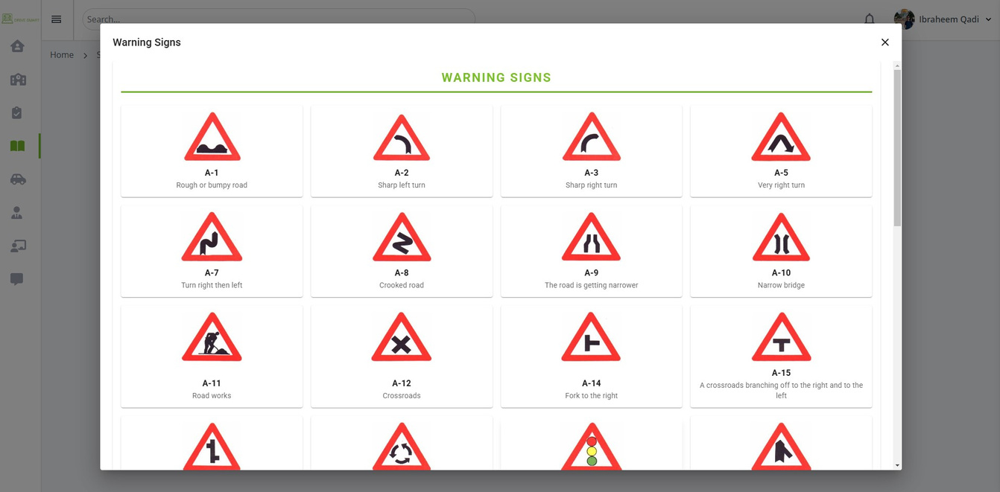 Search...
Ibraheem Qadi
Home
S
Warning Signs
WARNING SIGNS
A-1
Rough or bumpy road
A-2
Sharp left turn
A-3
Sharp right turn
A-5
Very right turn
A-7
Turn right then left
A-8
Crooked road
A-9
The road is getting narrower
A-10
Narrow bridge
A-11
Road works
A-12
Crossroads
A-14
Fork to the right
A-15
A crossroads branching off to the right and to the
left